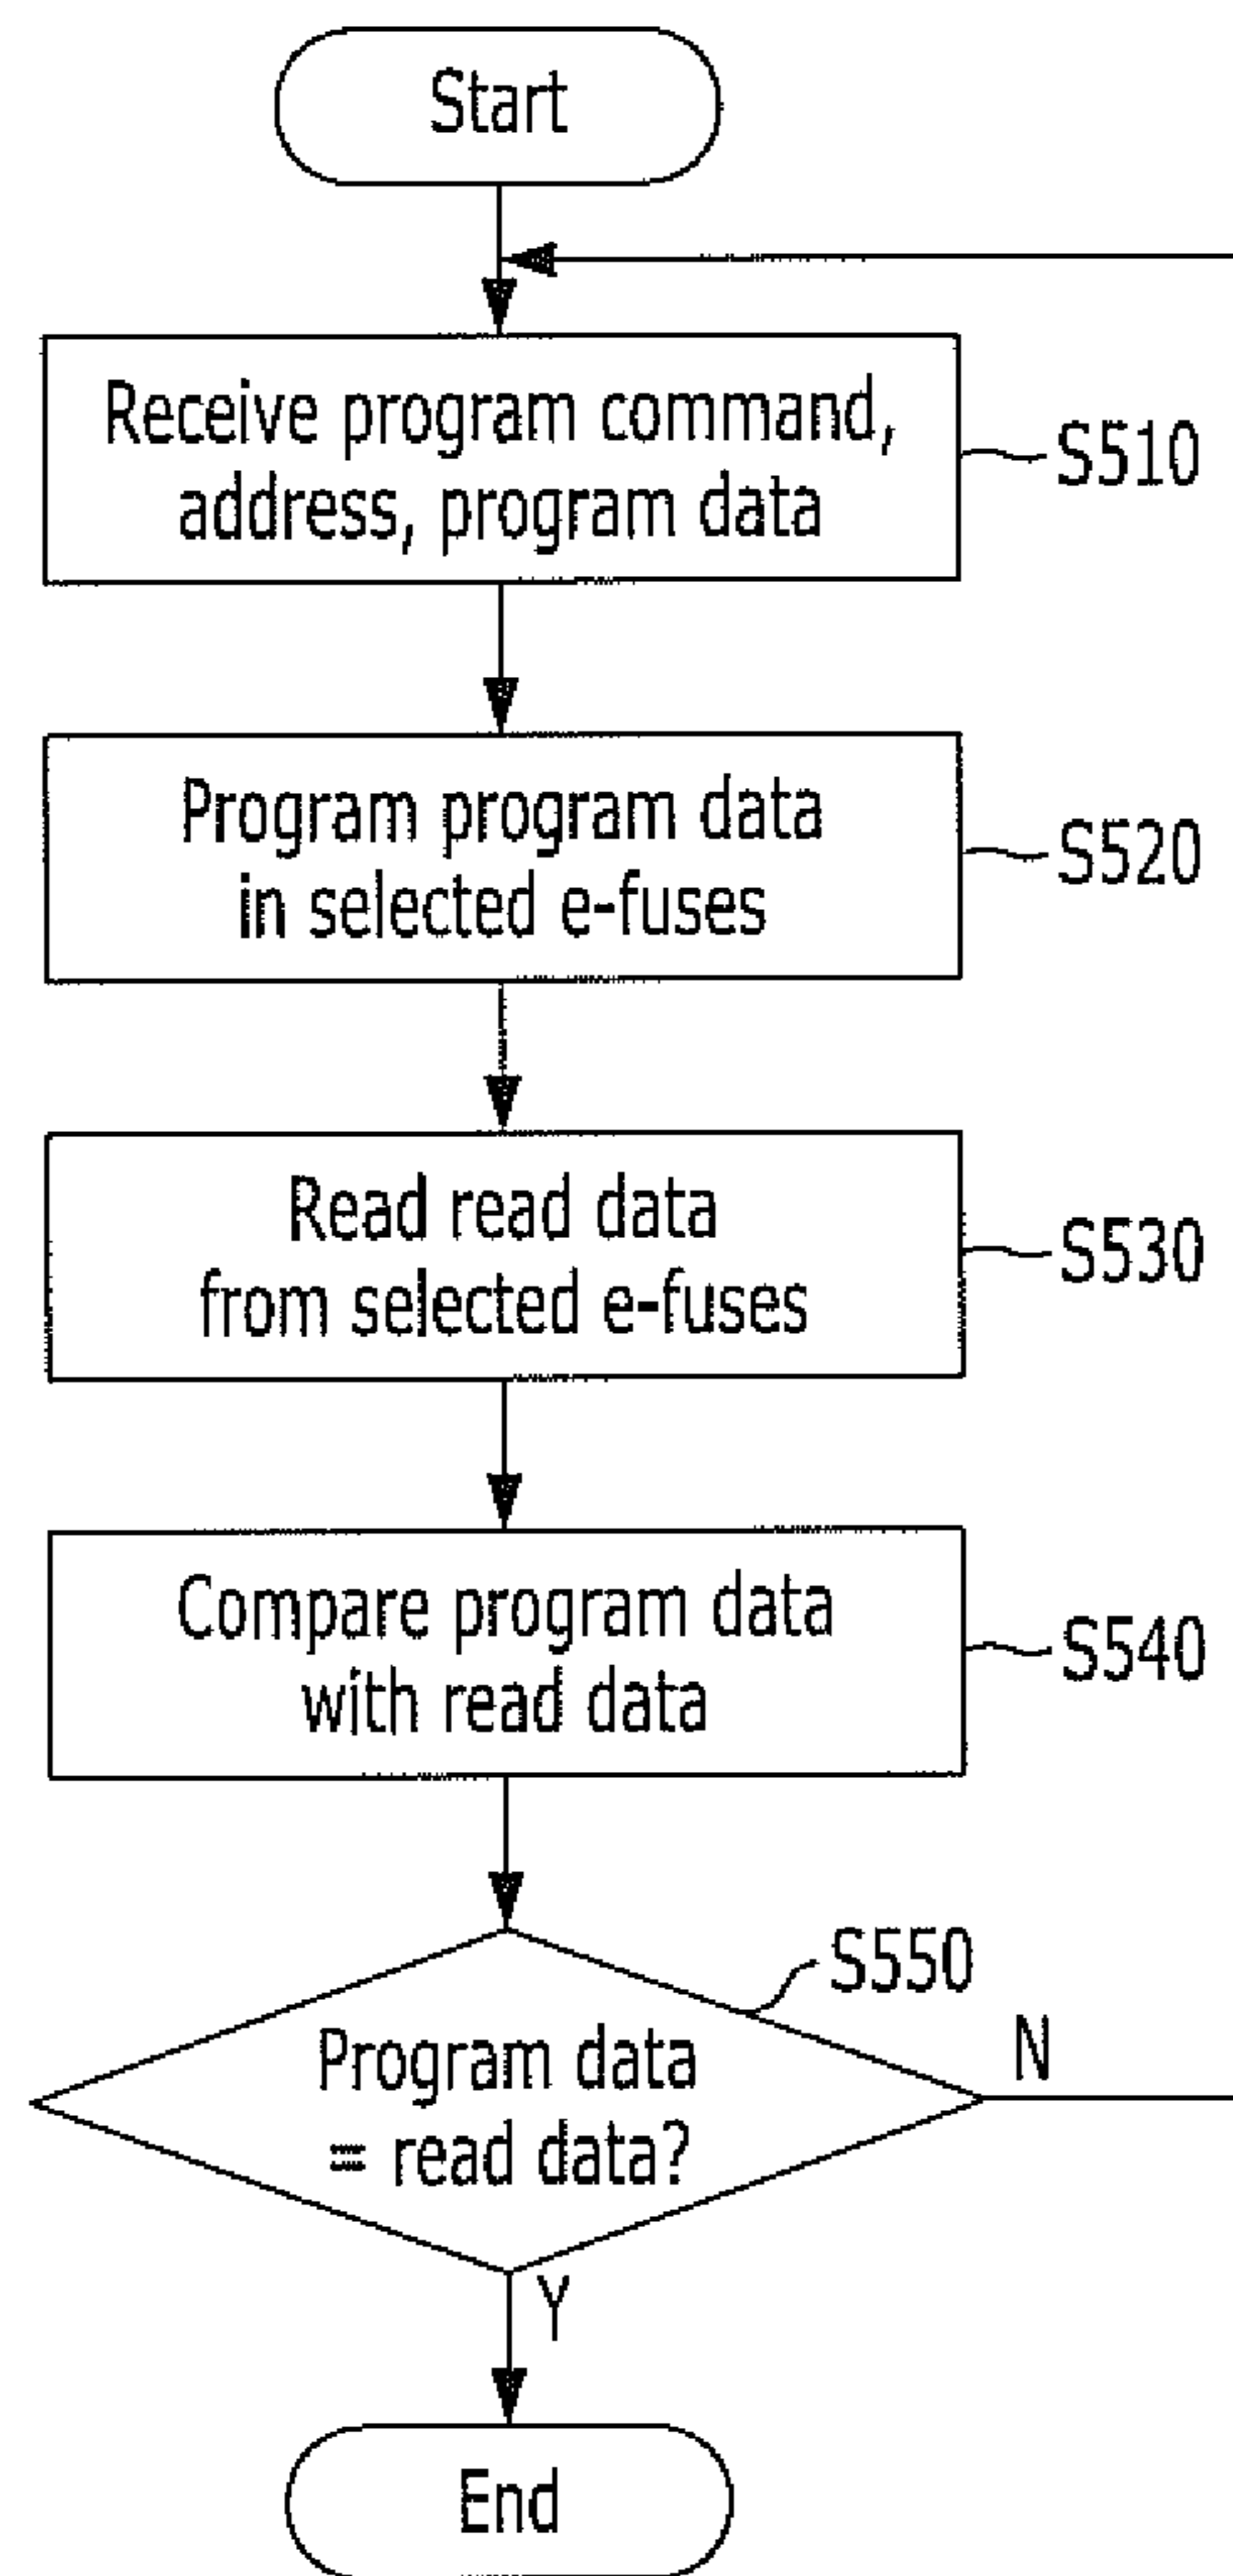 Start
Receive program command,
address, program data
S510
Program program data
in selected e-fuses
S520
Read read data
from selected e-fuses
S530
Compare program data
with read data
S540
S550
Program data
= read data?
N
Y
End